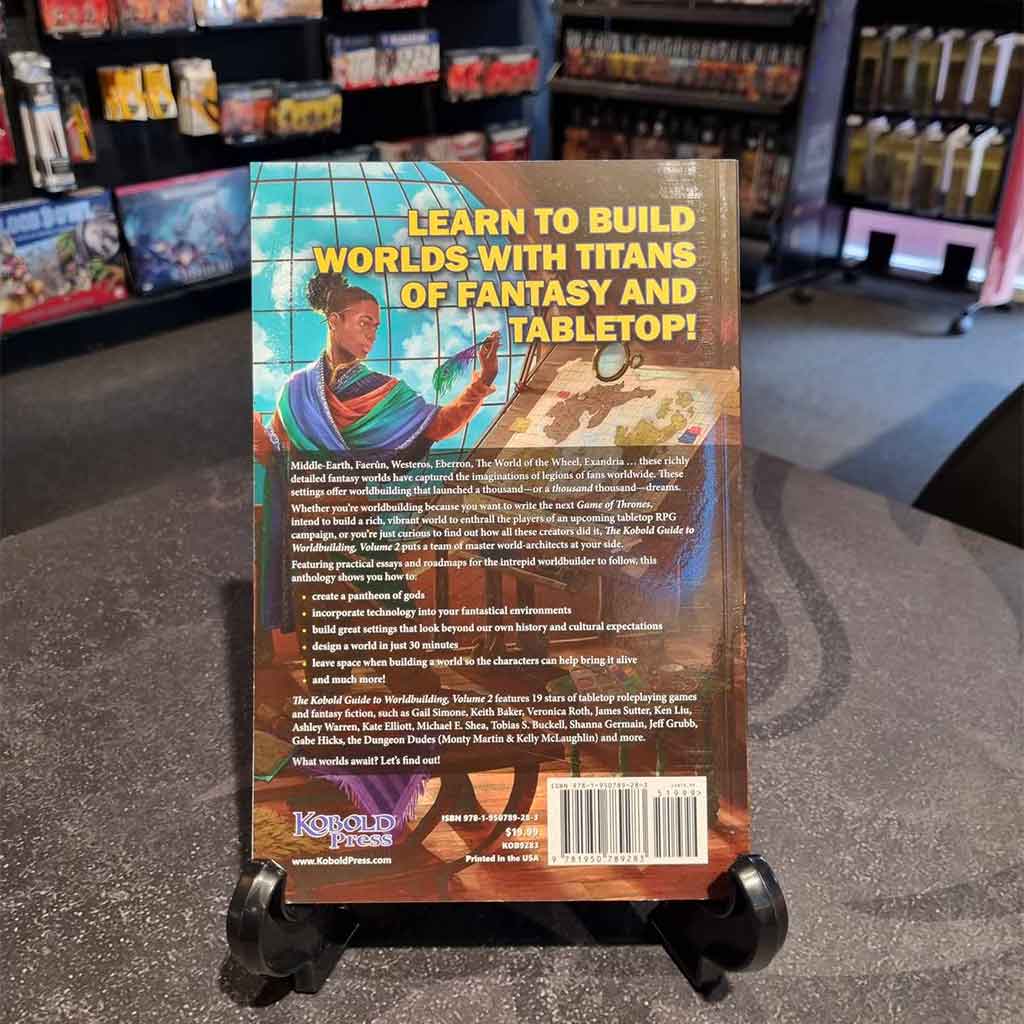 LEARN TO BUILD
WORLDS WITH TITANS
OF FANTASY AND
TABLETOP!
Middle-Earth, Faerûn, Westeros, Eberron, The World of the Wheel, Exandria … these richly
detailed fantasy worlds have captured the imaginations of legions of fans worldwide. These
settings offer worldbuilding that launched a thousand—or a thousand thousand—dreams.
Whether you're worldbuilding because you want to write the next Game of Thrones,
intend to build a rich, vibrant world to enthrall the players of an upcoming tabletop RPG
campaign, or you're just curious to find out how all these creators did it, The Kobold Guide to
Worldbuilding, Volume 2 puts a team of master world-architects at your side.
Featuring practical essays and roadmaps for the intrepid worldbuilder to follow, this
anthology shows you how to:
• create a pantheon of gods
• incorporate technology into your fantastical environments
• build great settings that look beyond our own history and cultural expectations
• design a world in just 30 minutes
• leave space when building a world so the characters can help bring it alive
• and much more!
The Kobold Guide to Worldbuilding, Volume 2 features 19 stars of tabletop roleplaying games
and fantasy fiction, such as Gail Simone, Keith Baker, Veronica Roth, James Sutter, Ken Liu,
Ashley Warren, Kate Elliott, Michael E. Shea, Tobias S. Buckell, Shanna Germain, Jeff Grubb,
Gabe Hicks, the Dungeon Dudes (Monty Martin & Kelly McLaughlin) and more.
What worlds await? Let's find out!
KOBOLD
Press
www.KoboldPress.com
ISBN 978-1-950789-28-3
$19.99
KOB9283
Printed in the USA
ISBN 978-1-950789-28-3
51999>
9 781950 789283